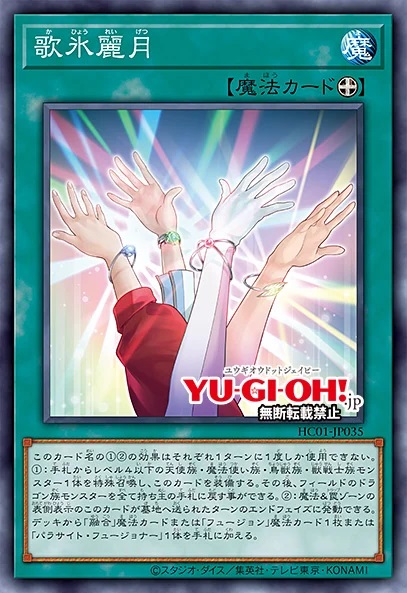 歌氷麗月
か ひょう れい げつ
魔
【魔法カード】
ユウギオウドットジェイピー
YU-GI-OH!.jp
無断転載禁止
HC01-JP035
このカード名の①②の効果はそれぞれ1ターンに1度しか使用できない。
①:手札からレベル4以下の天使族・魔法使い族・鳥獣族・獣戦士族モン
スター1体を特殊召喚し、このカードを装備する。その後、フィールドのドラ
ゴン族モンスターを全て持ち主の手札に戻す事ができる。②:魔法&罠ゾーンの
表側表示のこのカードが墓地へ送られたターンのエンドフェイズに発動できる。
デッキから「融合」魔法カードまたは「フュージョン」魔法カード1枚または
「パラサイト・フュージョナー」1体を手札に加える。
©スタジオ・ダイス/集英社・テレビ東京・KONAMI